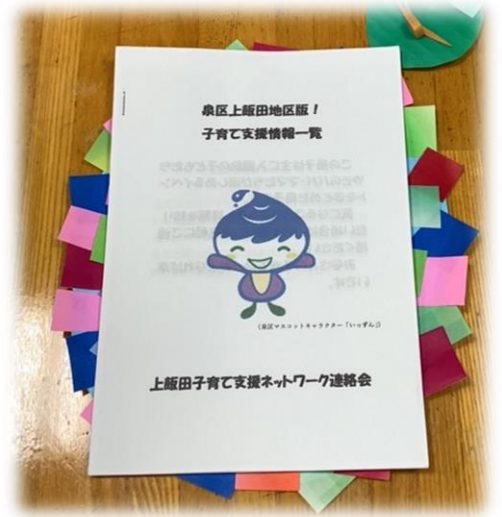 泉区上飯田地区版！
子育て支援情報一覧
（泉区マスコットキャラクター「いっずん」）
上飯田子育て支援ネットワーク連絡会